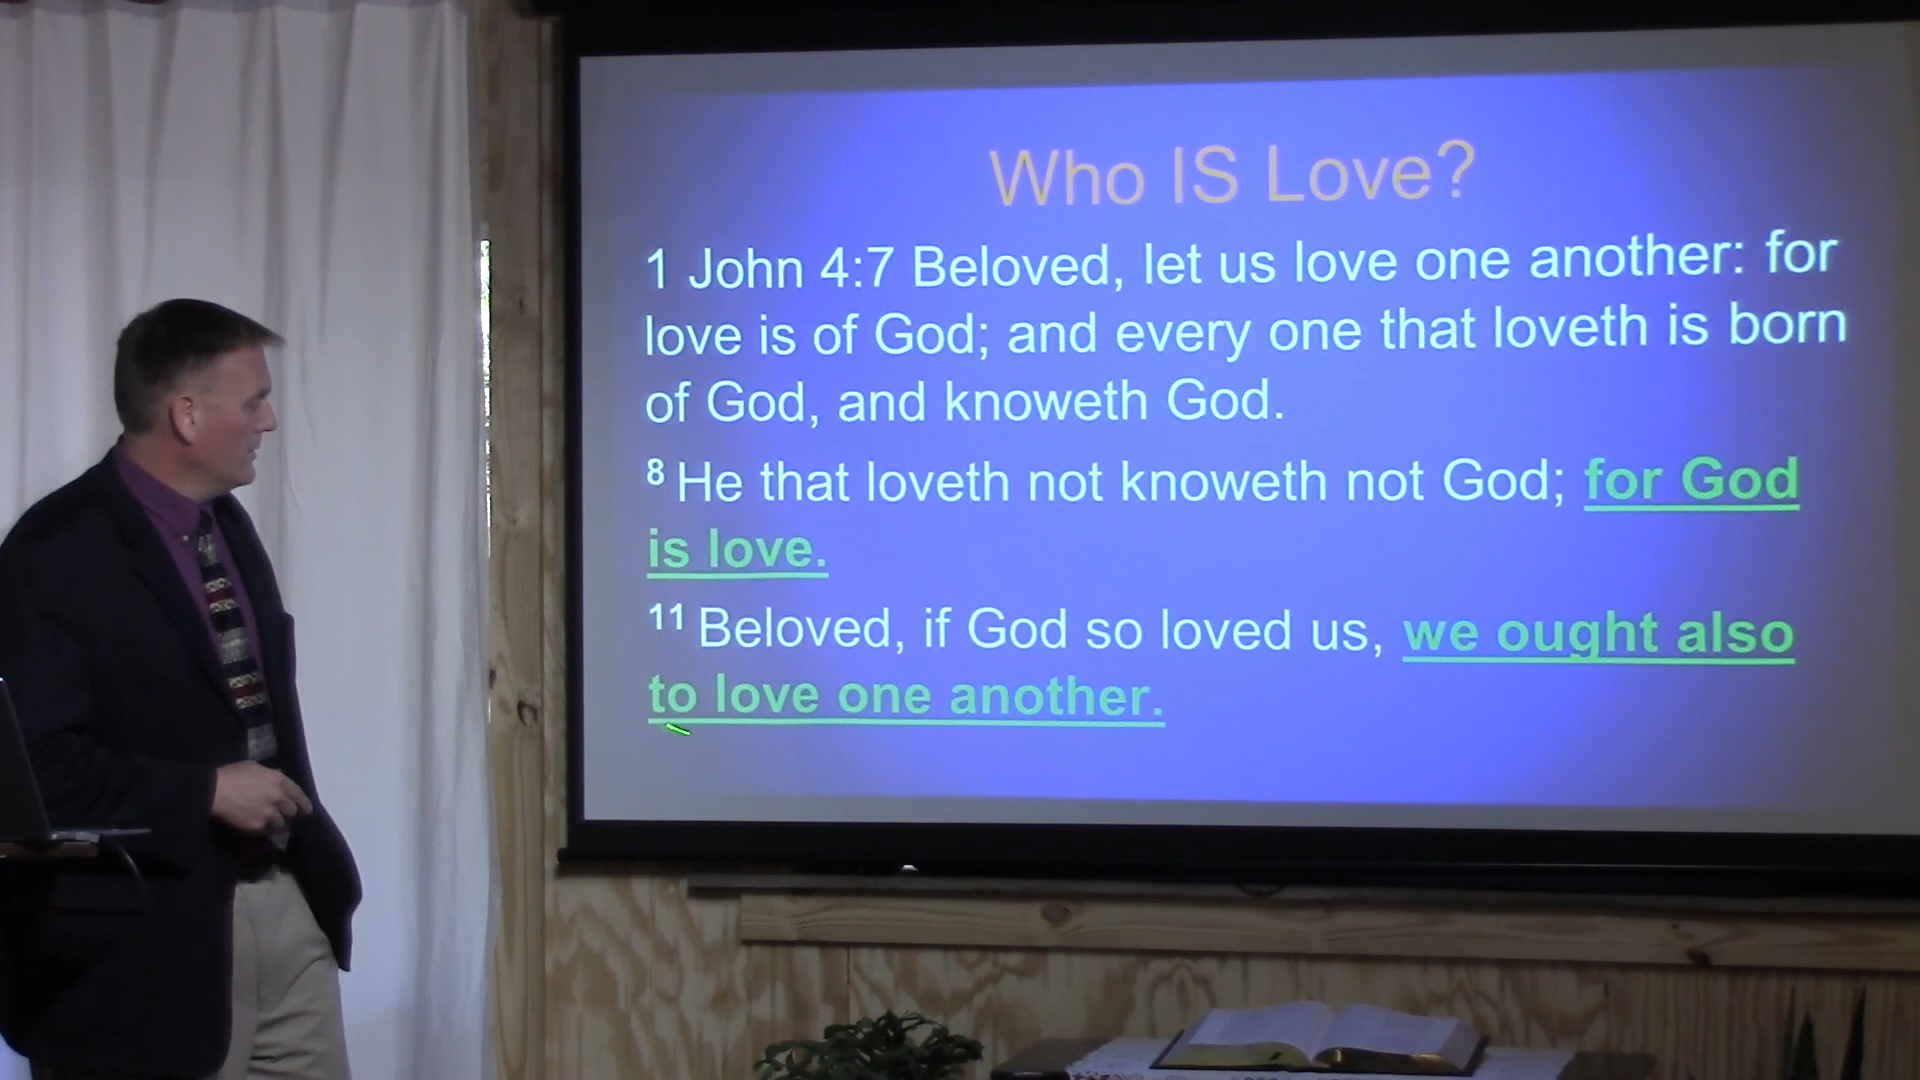 Who IS Love?
1 John 4:7 Beloved, let us love one another: for
love is of God; and every one that loveth is born
of God, and knoweth God.
8 He that loveth not knoweth not God; for God
is love.
11 Beloved, if God so loved us, we ought also
to love one another.